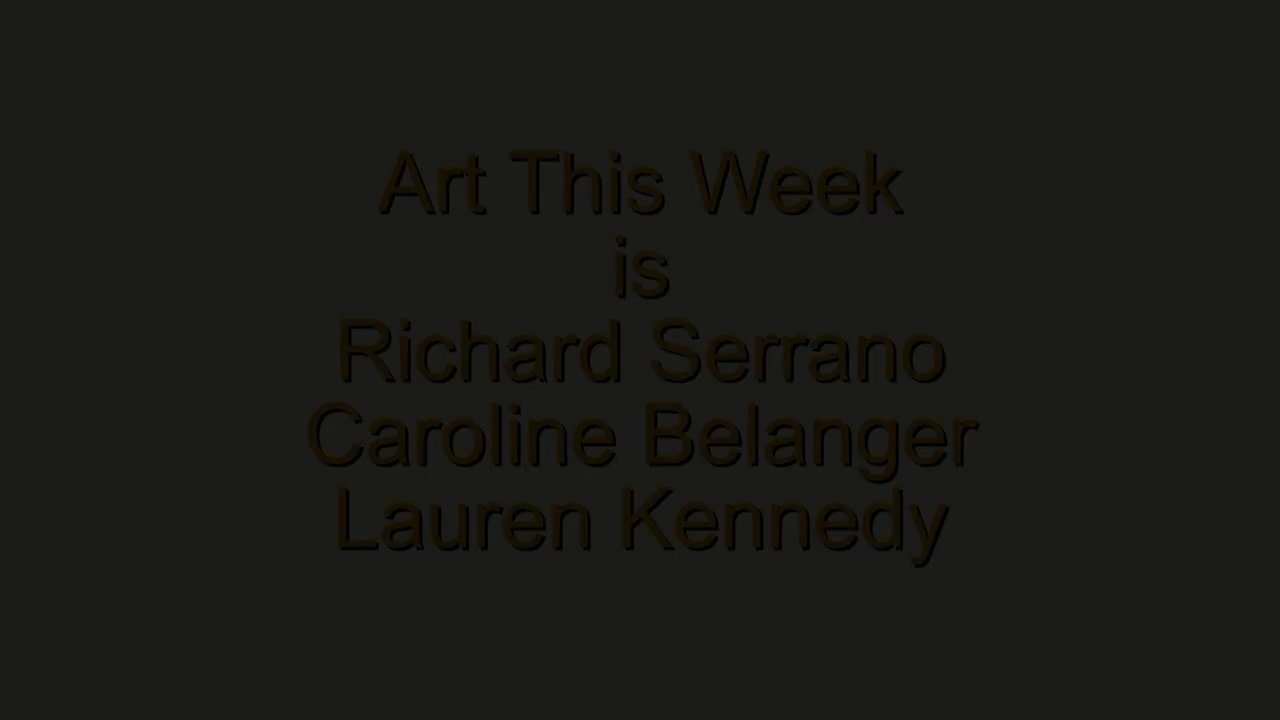 Art This Week
is
Richard Serrano
Caroline Belanger
Lauren Kennedy